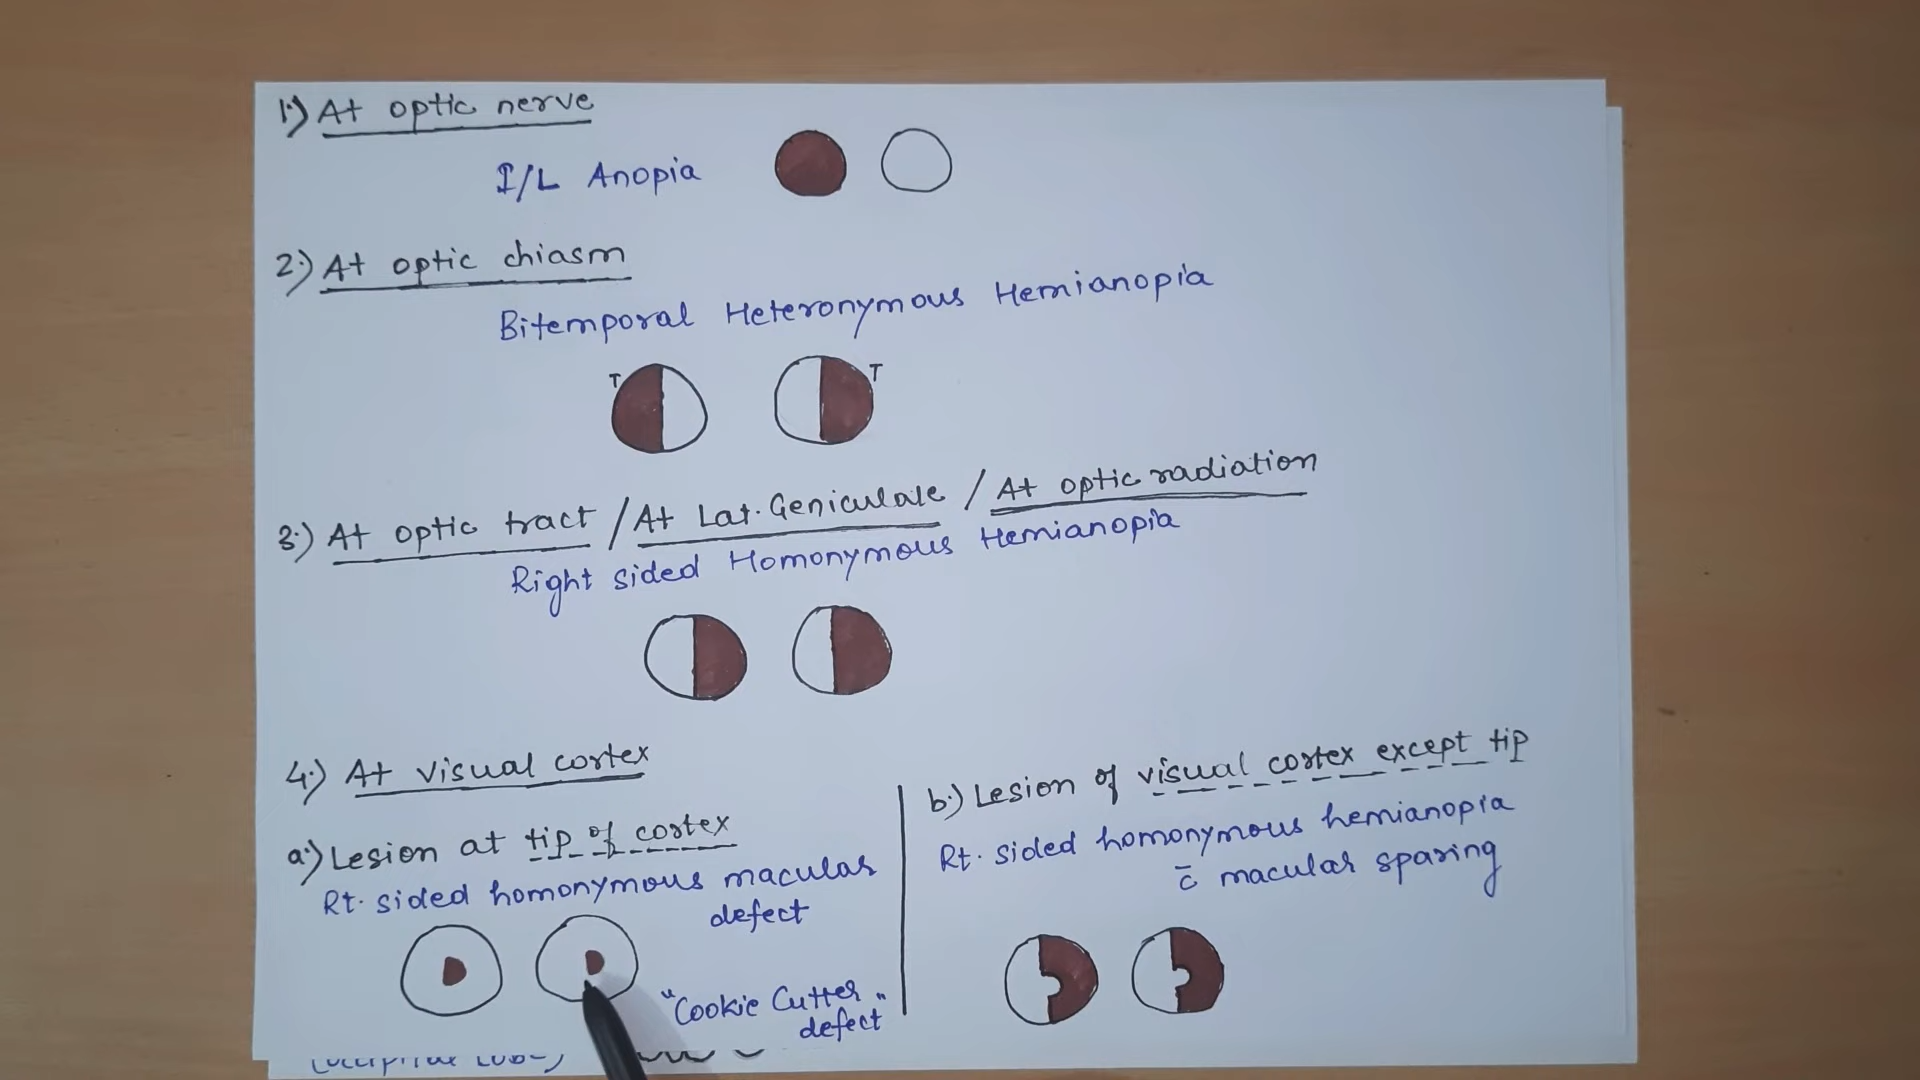 1.) At optic nerve
I/L Anopia
2.) At optic chiasm
Bitemporal Heteronymous Hemianopia
T T
3.) At optic tract / At Lat. Geniculate / At optic radiation
Right sided Homonymous Hemianopia
4.) At visual cortex
a.) Lesion at tip of cortex
Rt. sided homonymous macular
defect
"Cookie Cutter"
defect
b.) Lesion of visual cortex except tip
Rt. sided homonymous hemianopia
c̄ macular sparing